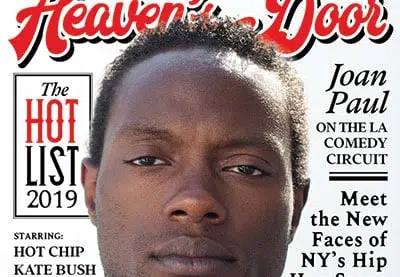 Heaven's Door
The
HOT
LIST
2019
STARRING:
HOT CHIP
KATE BUSH
Joan
Paul
ON THE LA
COMEDY
CIRCUIT
Meet
the New
Faces of
NY's Hip